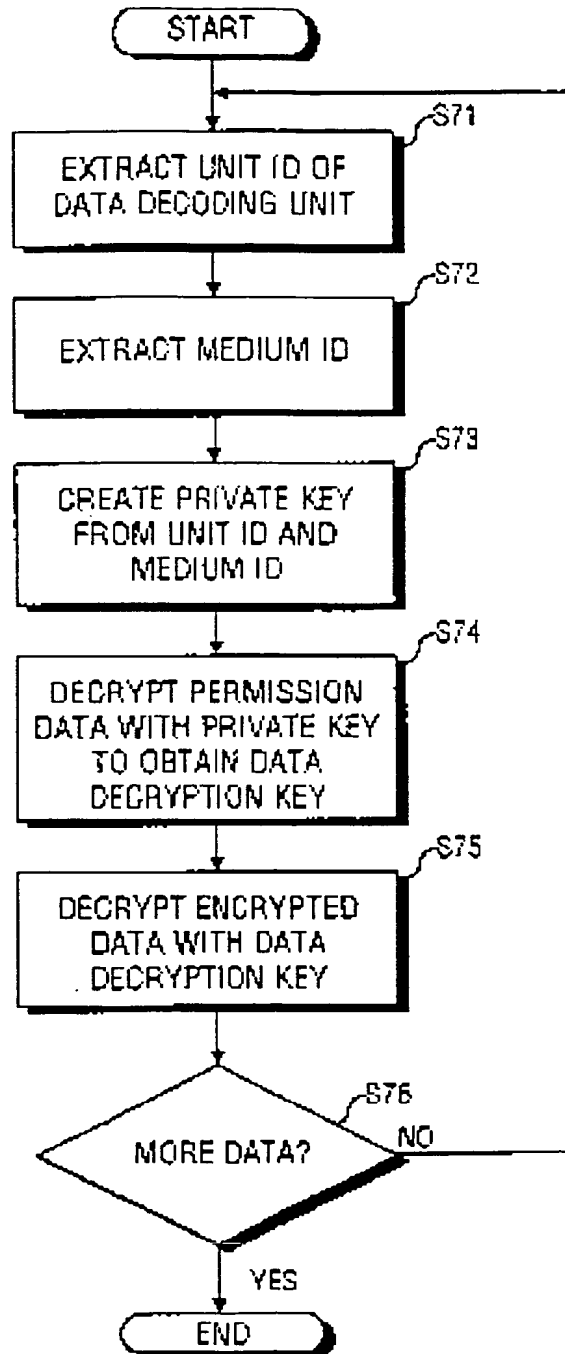 START
S71
EXTRACT UNIT ID OF
DATA DECODING UNIT
S72
EXTRACT MEDIUM ID
S73
CREATE PRIVATE KEY
FROM UNIT ID AND
MEDIUM ID
S74
DECRYPT PERMISSION
DATA WITH PRIVATE KEY
TO OBTAIN DATA
DECRYPTION KEY
S75
DECRYPT ENCRYPTED
DATA WITH DATA
DECRYPTION KEY
S76
MORE DATA?
NO
YES
END